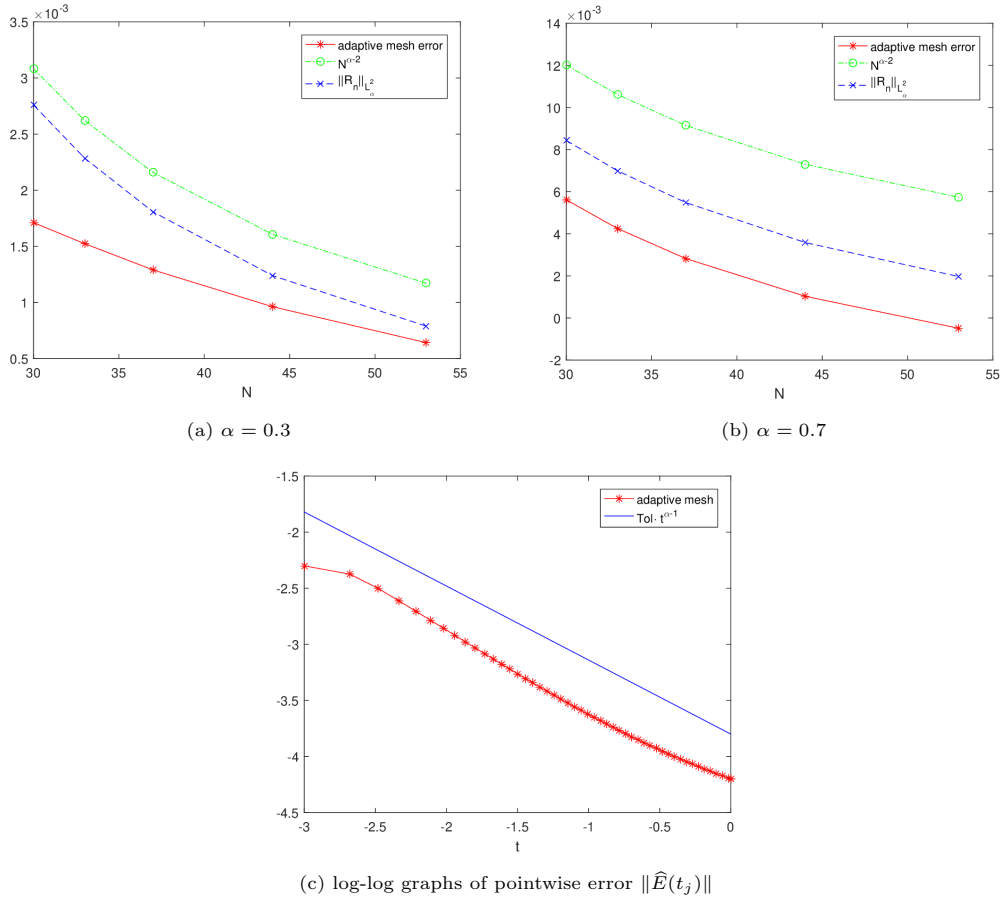 ×10⁻³
3.5
3
2.5
2
1.5
1
0.5
30 35 40 45 50 55
N
adaptive mesh error
N^{α-2}
||R_n||_{L_α^2}
(a) α = 0.3
×10⁻³
14
12
10
8
6
4
2
0
-2
30 35 40 45 50 55
N
adaptive mesh error
N^{α-2}
||R_n||_{L_α^2}
(b) α = 0.7
-1.5
-2
-2.5
-3
-3.5
-4
-4.5
-3 -2.5 -2 -1.5 -1 -0.5 0
t
adaptive mesh
Tol· t^{α-1}
(c) log-log graphs of pointwise error ‖Ê(t_j)‖